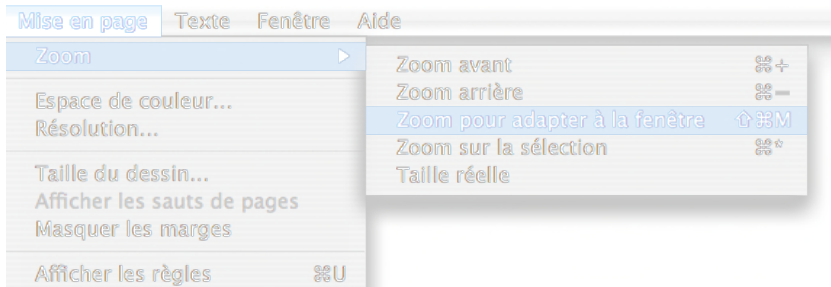 Mise en page Texte Fenêtre Aide
Zoom
Espace de couleur...
Résolution...
Taille du dessin...
Afficher les sauts de pages
Masquer les marges
Afficher les règles ⌘U
Zoom avant ⌘+
Zoom arrière ⌘−
Zoom pour adapter à la fenêtre ⇧⌘M
Zoom sur la sélection ⌘*
Taille réelle